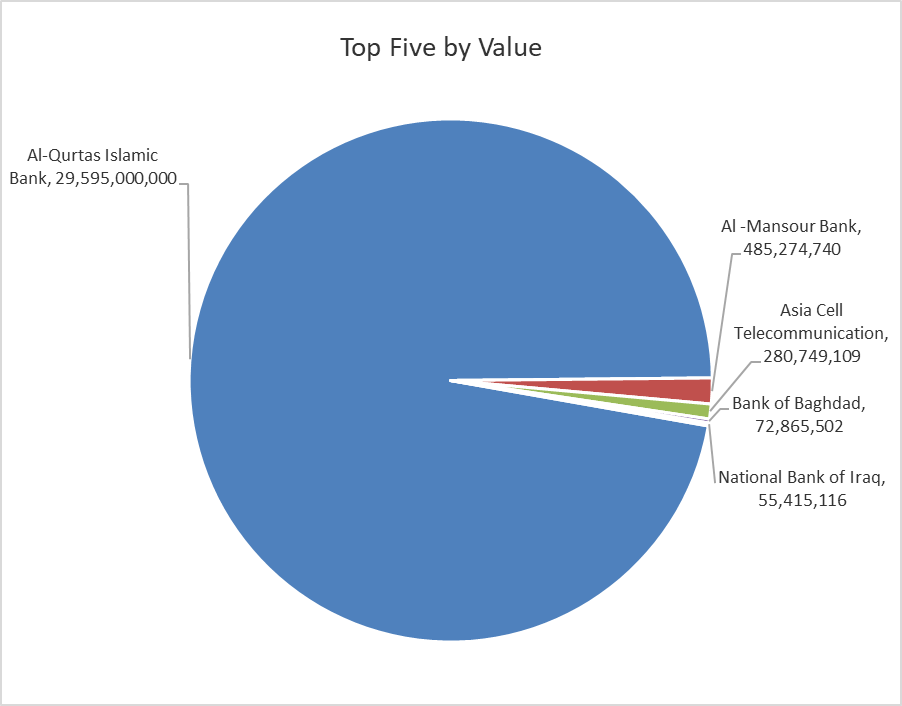 Top Five by Value
Al-Qurtas Islamic
Bank, 29,595,000,000
Al -Mansour Bank,
485,274,740
Asia Cell
Telecommunication,
280,749,109
Bank of Baghdad,
72,865,502
National Bank of Iraq,
55,415,116